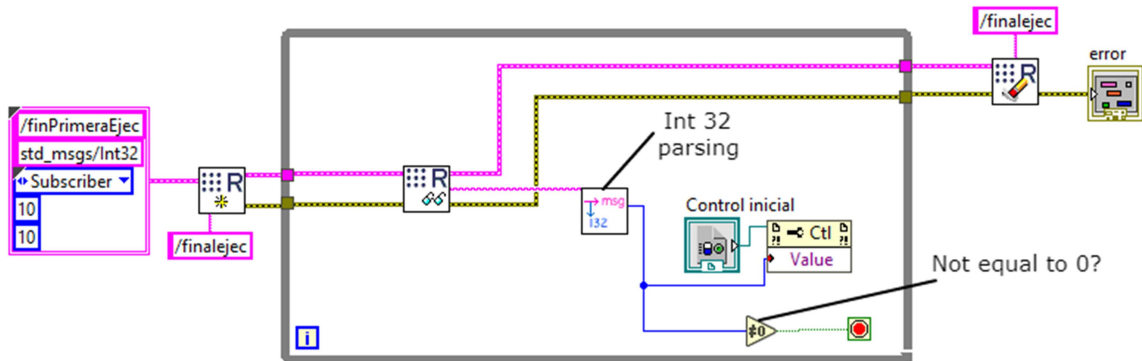 /finalejec
error
/finPrimeraEjec
std_msgs/Int32
Subscriber
10
10
R
R
R
/finalejec
Int 32
parsing
msg
i32
Control inicial
Ctl
Value
Not equal to 0?
≠0
i